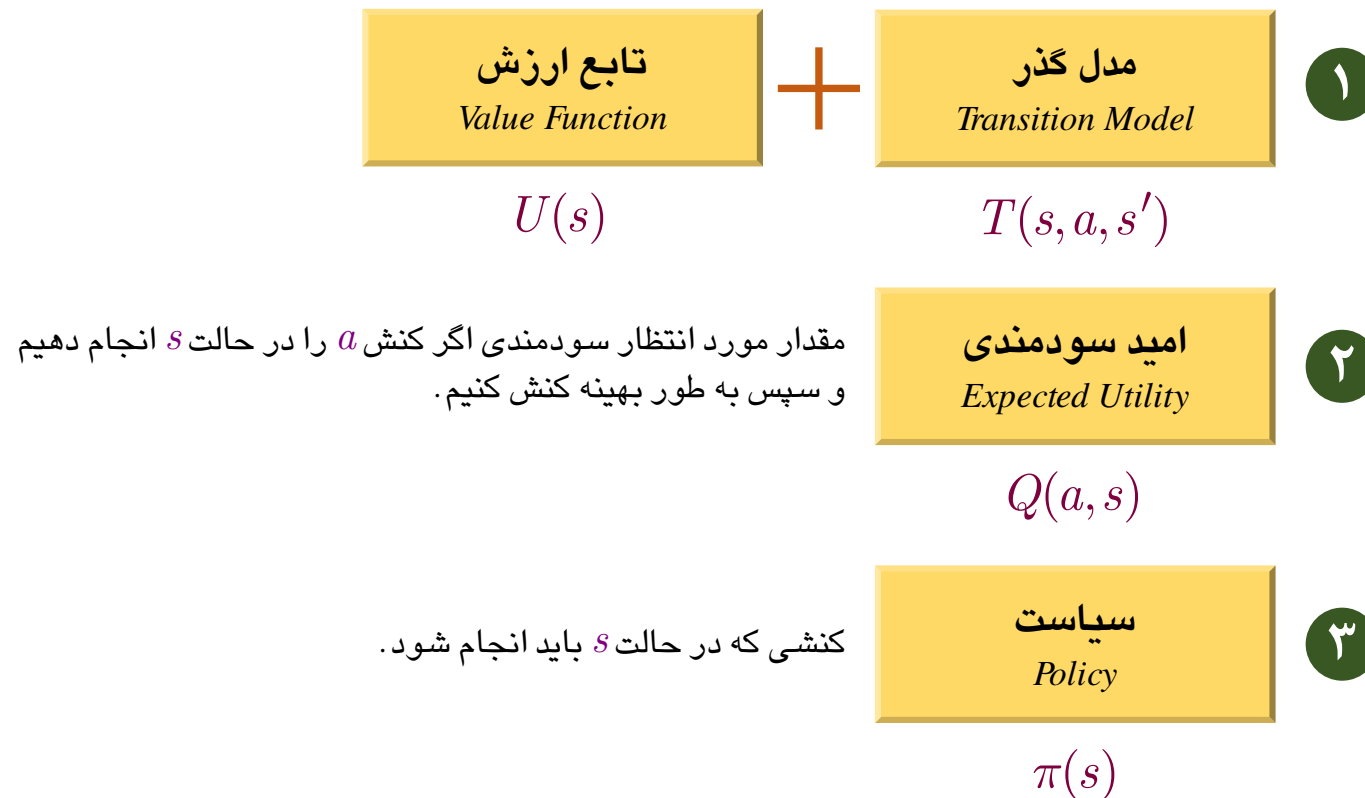 ۱
مدل گذر
Transition Model
T(s, a, s′)
+
تابع ارزش
Value Function
U(s)
۲
امید سودمندی
Expected Utility
Q(a, s)
مقدار مورد انتظار سودمندی اگر کنش a را در حالت s انجام دهیم
و سپس به طور بهینه کنش کنیم.
۳
سیاست
Policy
π(s)
کنشی که در حالت s باید انجام شود.